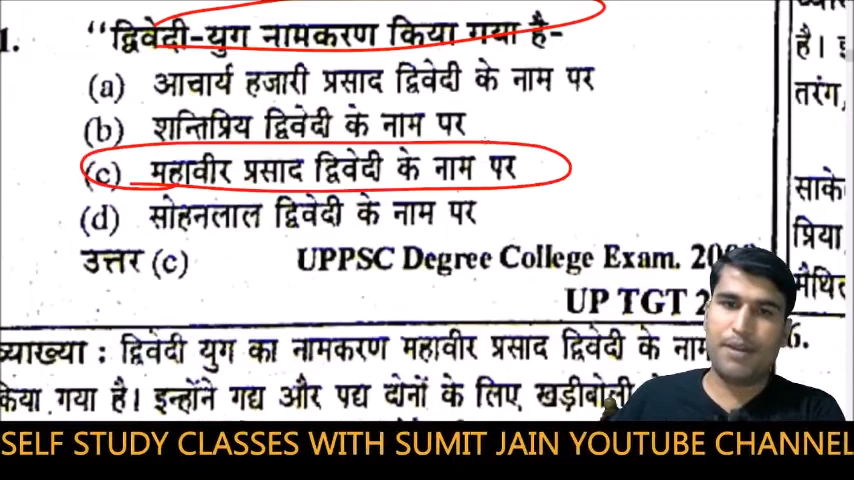 1. “द्विवेदी-युग नामकरण किया गया है-
(a) आचार्य हजारी प्रसाद द्विवेदी के नाम पर
(b) शन्तिप्रिय द्विवेदी के नाम पर
(c) महावीर प्रसाद द्विवेदी के नाम पर
(d) सोहनलाल द्विवेदी के नाम पर
उत्तर (c) UPPSC Degree College Exam.
UP TGT
व्याख्या : द्विवेदी युग का नामकरण महावीर प्रसाद द्विवेदी के
किया गया है। इन्होंने गद्य और पद्य दोनों के लिए खड़ीबोली
है।
तरंग,
साके
प्रिया
मैथिल
6.
SELF STUDY CLASSES WITH SUMIT JAIN YOUTUBE CHANNEL